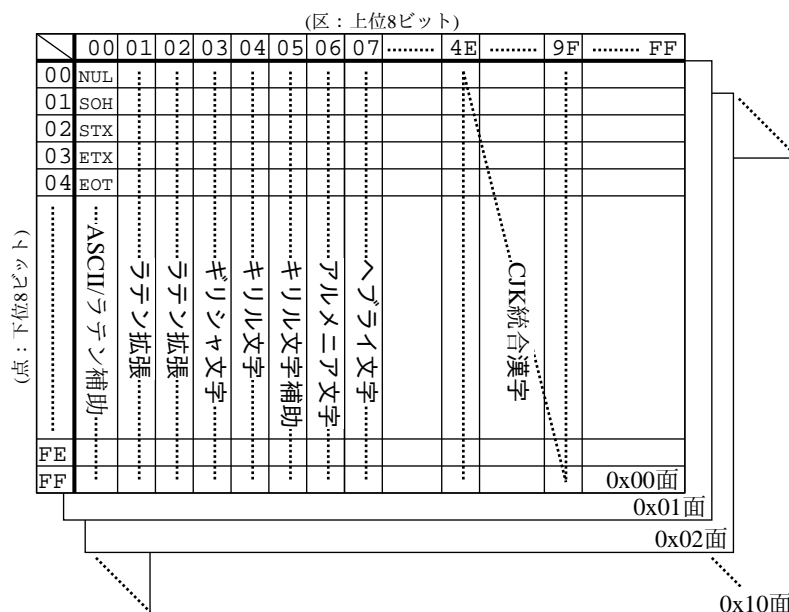 (区：上位8ビット)
00 01 02 03 04 05 06 07 4E 9F FF
00 NUL
01 SOH
02 STX
03 ETX
04 EOT
(点：下位8ビット)
ASCII/ラテン補助
ラテン拡張
ラテン拡張
ギリシャ文字
キリル文字
キリル文字補助
アルメニア文字
ヘブライ文字
CJK統合漢字
FE
FF
0x00面
0x01面
0x02面
0x10面